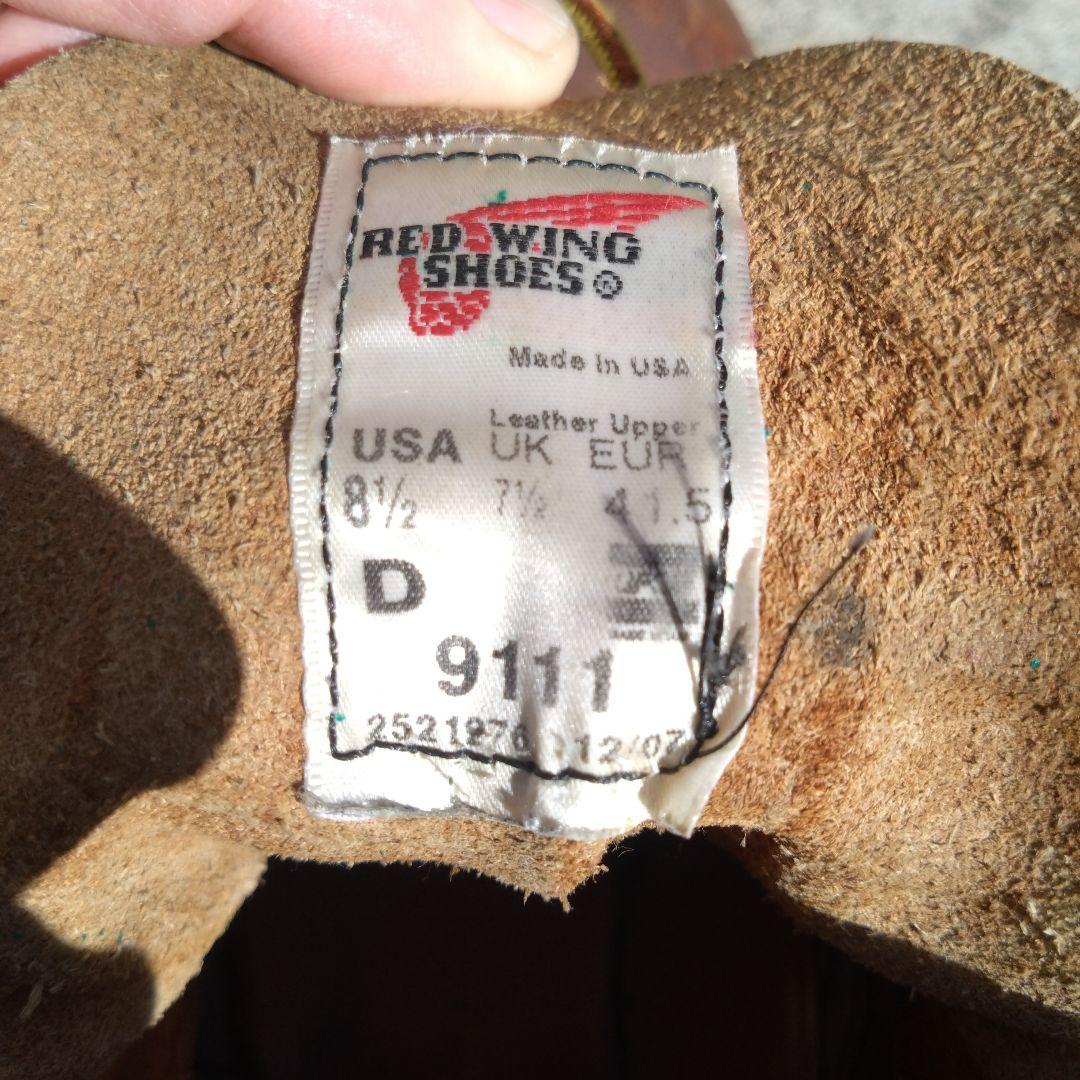 RED WING
SHOES®
Made in USA
Leather Upper
USA UK EUR
8½ 7½ 41.5
D
9111
12/07